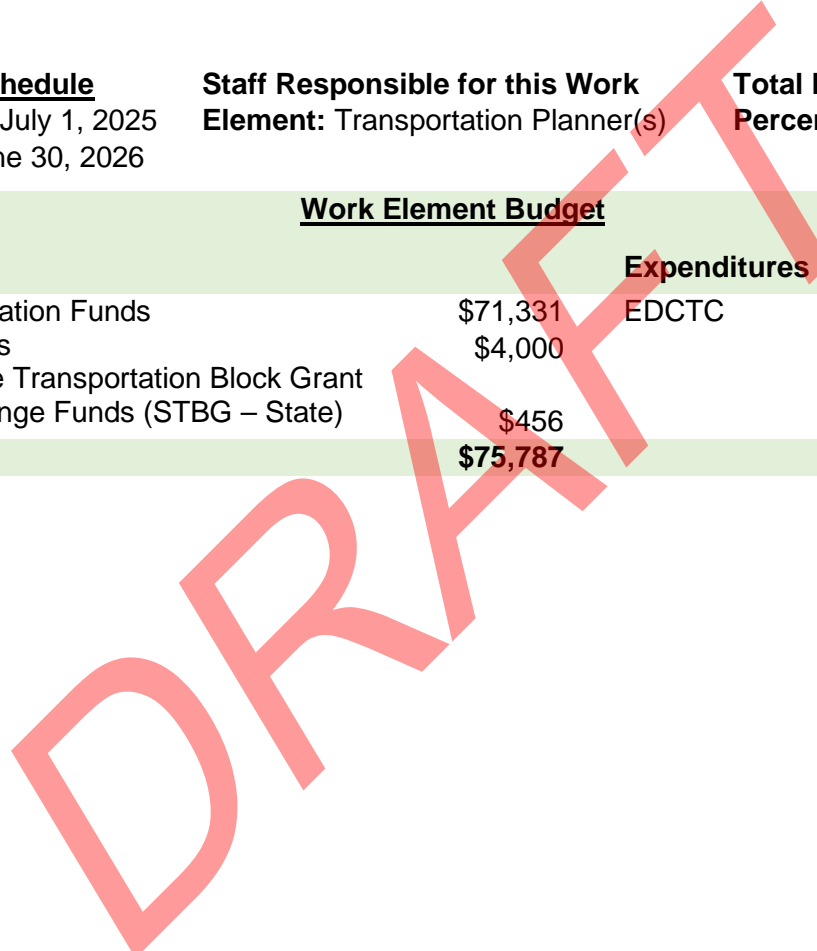 hedule Staff Responsible for this Work Total
July 1, 2025 Element: Transportation Planner(s)
ne 30, 2026
Work Element Budget
Expenditures
ation Funds $71,331 EDCTC
s $4,000
e Transportation Block Grant
nge Funds (STBG – State) $456
$75,787
DRAFT